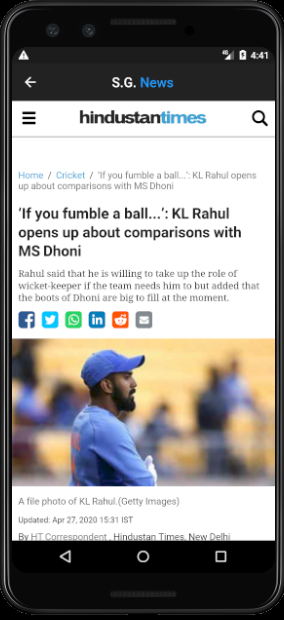 4:41
S.G. News
hindustantimes
Home / Cricket / 'If you fumble a ball...': KL Rahul opens
up about comparisons with MS Dhoni
'If you fumble a ball...': KL Rahul
opens up about comparisons with
MS Dhoni
Rahul said that he is willing to take up the role of
wicket-keeper if the team needs him to but added that
the boots of Dhoni are big to fill at the moment.
A file photo of KL Rahul.(Getty Images)
Updated: Apr 27, 2020 15:31 IST
By HT Correspondent , Hindustan Times, New Delhi